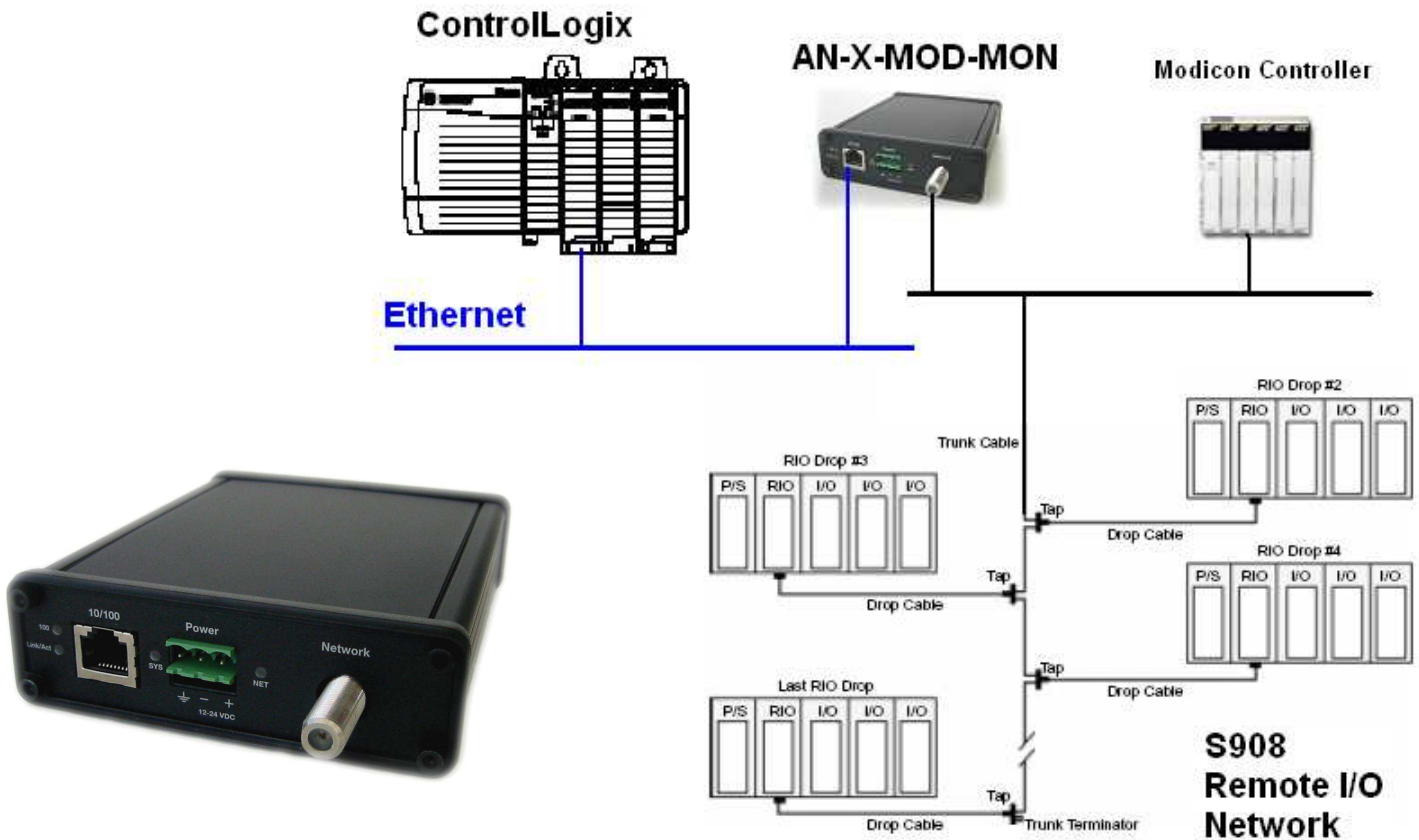 ControlLogix
AN-X-MOD-MON
Modicon Controller
Ethernet
RIO Drop #2
P/S RIO I/O I/O I/O
Trunk Cable
RIO Drop #3
P/S RIO I/O I/O I/O
Tap
Drop Cable
RIO Drop #4
P/S RIO I/O I/O I/O
Tap
Drop Cable
Tap
Drop Cable
Last RIO Drop
P/S RIO I/O I/O I/O
Tap
Drop Cable
Trunk Terminator
S908
Remote I/O
Network
10/100
100
Link/Act
SYS
Power
- +
12-24 VDC
NET
Network